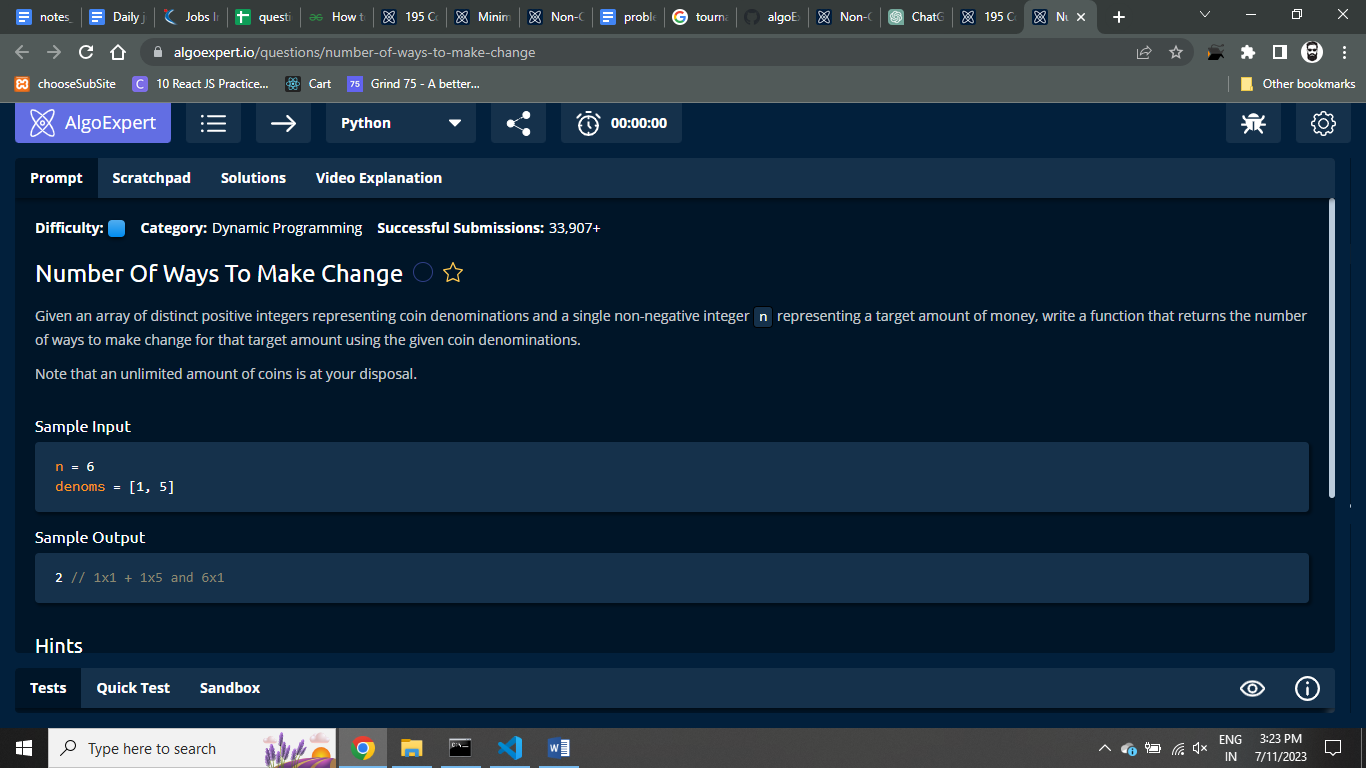 notes_
Daily j
Jobs In
questi
How t
195 Co
Minim
Non-C
proble
tourn
algoE
Non-C
ChatG
195 Co
Nu
algoexpert.io/questions/number-of-ways-to-make-change
chooseSubSite
C 10 React JS Practice...
Cart
75 Grind 75 - A better...
Other bookmarks
AlgoExpert
Python
00:00:00
Prompt Scratchpad Solutions Video Explanation
Difficulty: Category: Dynamic Programming Successful Submissions: 33,907+
Number Of Ways To Make Change
Given an array of distinct positive integers representing coin denominations and a single non-negative integer n representing a target amount of money, write a function that returns the number
of ways to make change for that target amount using the given coin denominations.
Note that an unlimited amount of coins is at your disposal.
Sample Input
n = 6
denoms = [1, 5]
Sample Output
2 // 1x1 + 1x5 and 6x1
Hints
Tests Quick Test Sandbox
Type here to search
ENG
IN
3:23 PM
7/11/2023